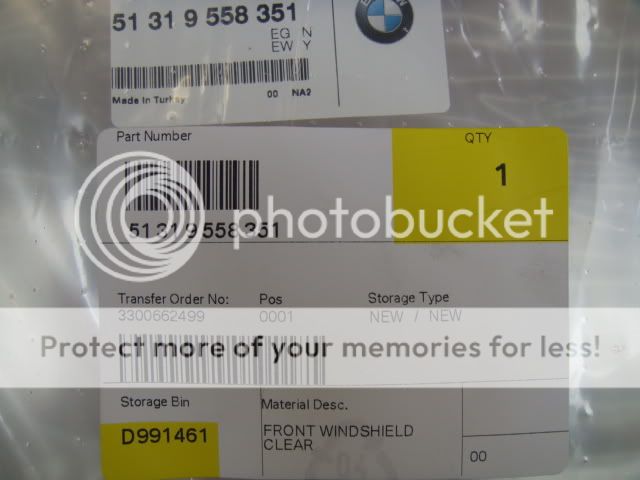 51 31 9 558 351
EG N
EW Y
Made In Turkey 00 NA2
Part Number QTY
1
51 31 9 558 351
photobucket
Transfer Order No: Pos Storage Type
3300662499 0001 NEW / NEW
Protect more of your memories for less!
Storage Bin Material Desc.
D991461 FRONT WINDSHIELD
CLEAR
00